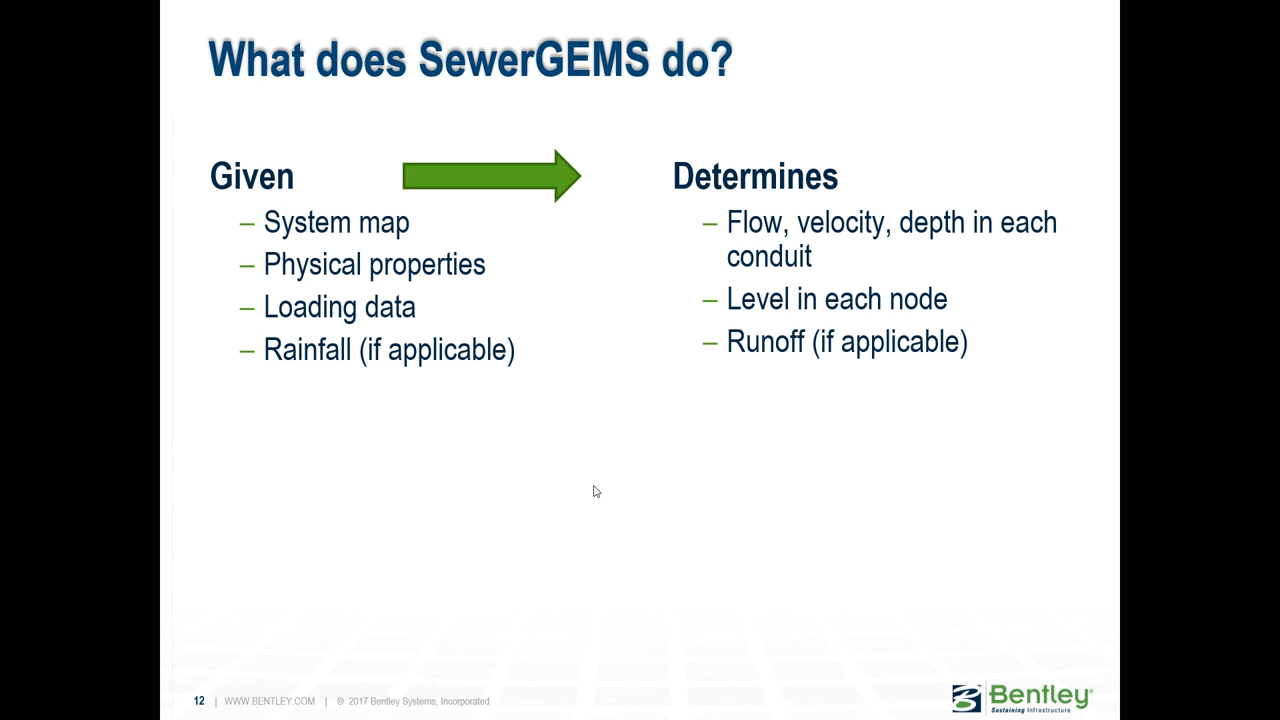 What does SewerGEMS do?
Given
– System map
– Physical properties
– Loading data
– Rainfall (if applicable)
Determines
– Flow, velocity, depth in each
conduit
– Level in each node
– Runoff (if applicable)
12 | WWW.BENTLEY.COM | © 2017 Bentley Systems, Incorporated
Bentley®
Sustaining Infrastructure